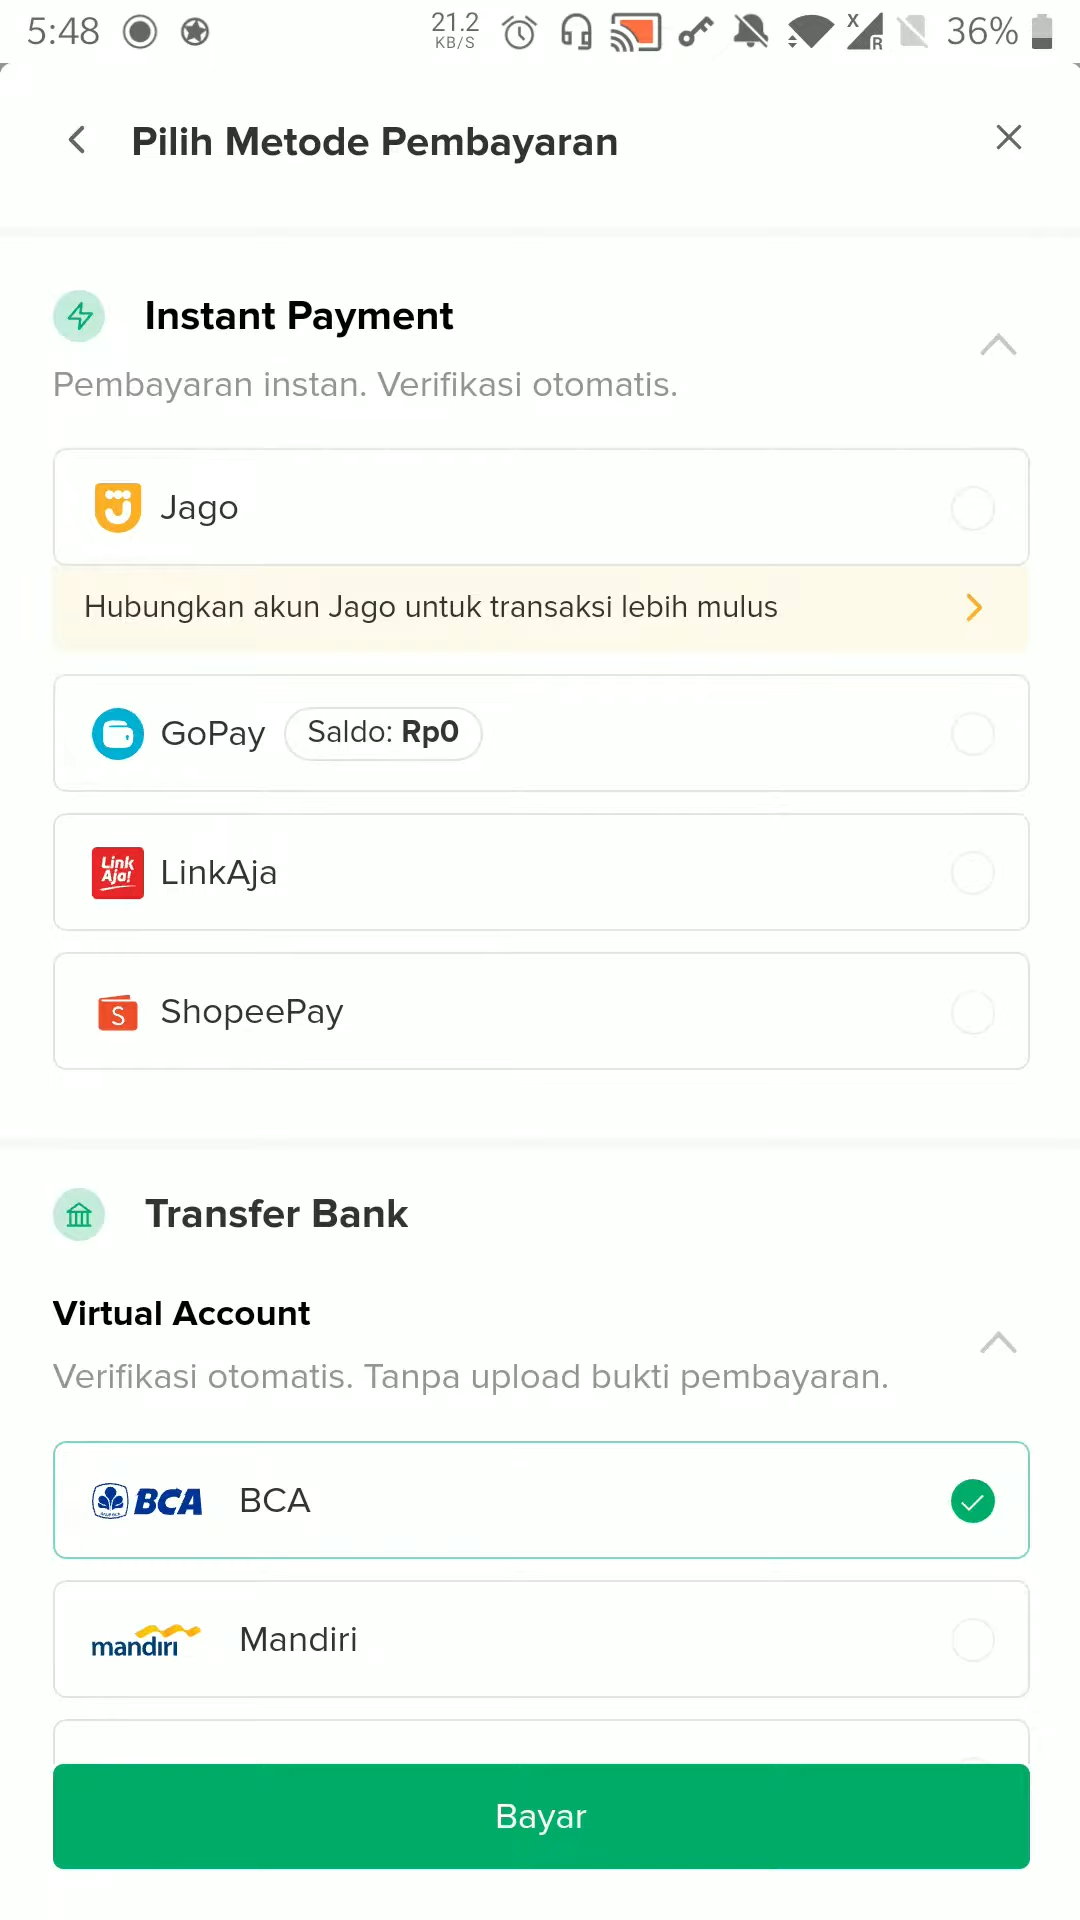 5:48
21.2
KB/S
X
R
36%
Pilih Metode Pembayaran
Instant Payment
Pembayaran instan. Verifikasi otomatis.
Jago
Hubungkan akun Jago untuk transaksi lebih mulus
GoPay
Saldo: Rp0
Link
Aja!
LinkAja
S
ShopeePay
Transfer Bank
Virtual Account
Verifikasi otomatis. Tanpa upload bukti pembayaran.
BCA
BCA
mandiri
Mandiri
Bayar